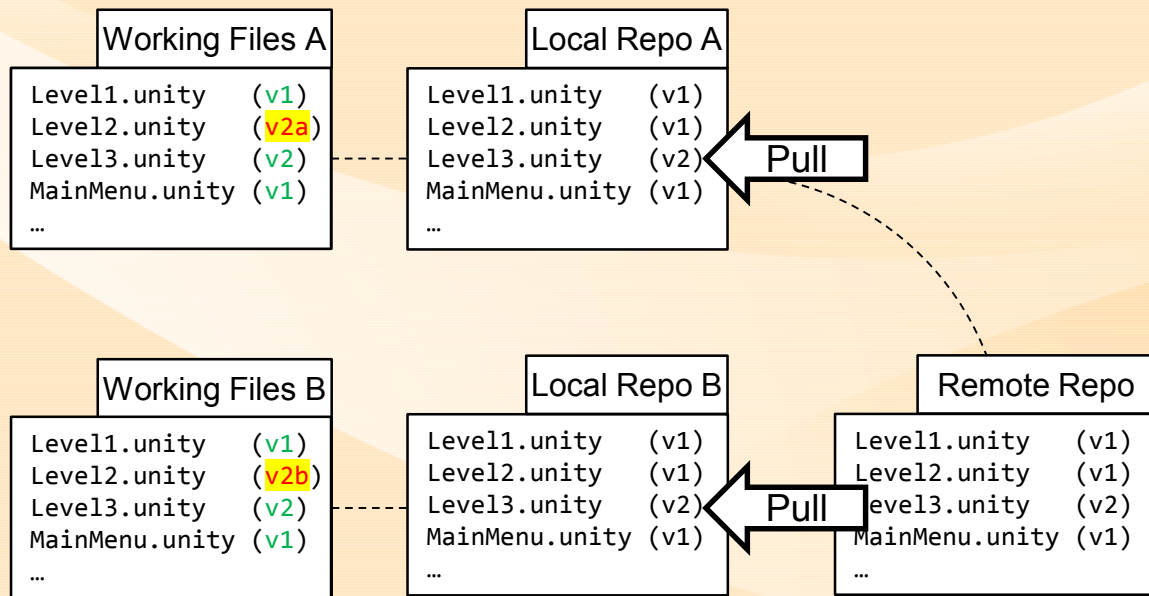 Working Files A
Level1.unity (v1)
Level2.unity (v2a)
Level3.unity (v2)
MainMenu.unity (v1)
…
Local Repo A
Level1.unity (v1)
Level2.unity (v1)
Level3.unity (v2)
MainMenu.unity (v1)
…
Pull
Working Files B
Level1.unity (v1)
Level2.unity (v2b)
Level3.unity (v2)
MainMenu.unity (v1)
…
Local Repo B
Level1.unity (v1)
Level2.unity (v1)
Level3.unity (v2)
MainMenu.unity (v1)
…
Pull
Remote Repo
Level1.unity (v1)
Level2.unity (v1)
Level3.unity (v2)
MainMenu.unity (v1)
…